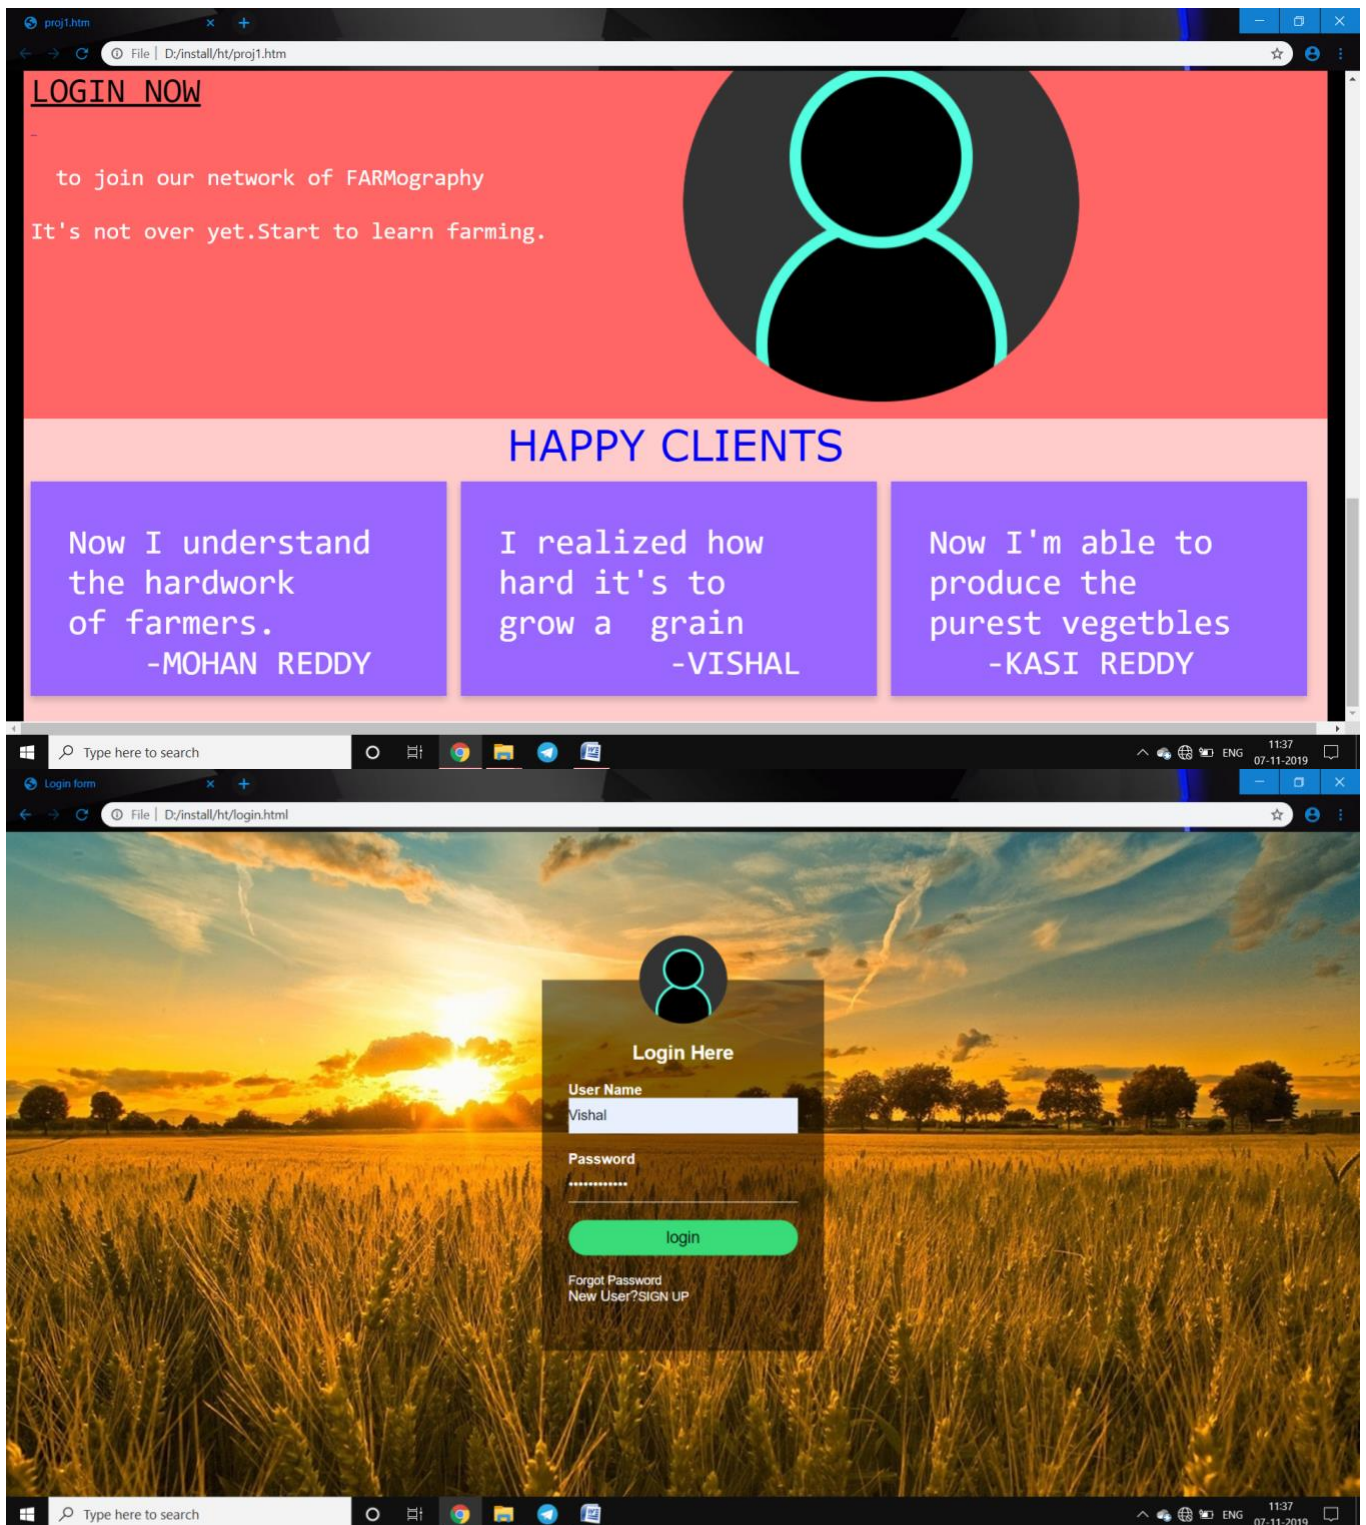 proj1.htm
File | D:/install/ht/proj1.htm
LOGIN NOW
to join our network of FARMography
It's not over yet.Start to learn farming.
HAPPY CLIENTS
Now I understand
the hardwork
of farmers.
-MOHAN REDDY
I realized how
hard it's to
grow a  grain
-VISHAL
Now I'm able to
produce the
purest vegetbles
-KASI REDDY
Type here to search
ENG
11:37
07-11-2019
Login form
File | D:/install/ht/login.html
Login Here
User Name
Vishal
Password
••••••••••••
login
Forgot Password
New User?SIGN UP
Type here to search
ENG
11:37
07-11-2019